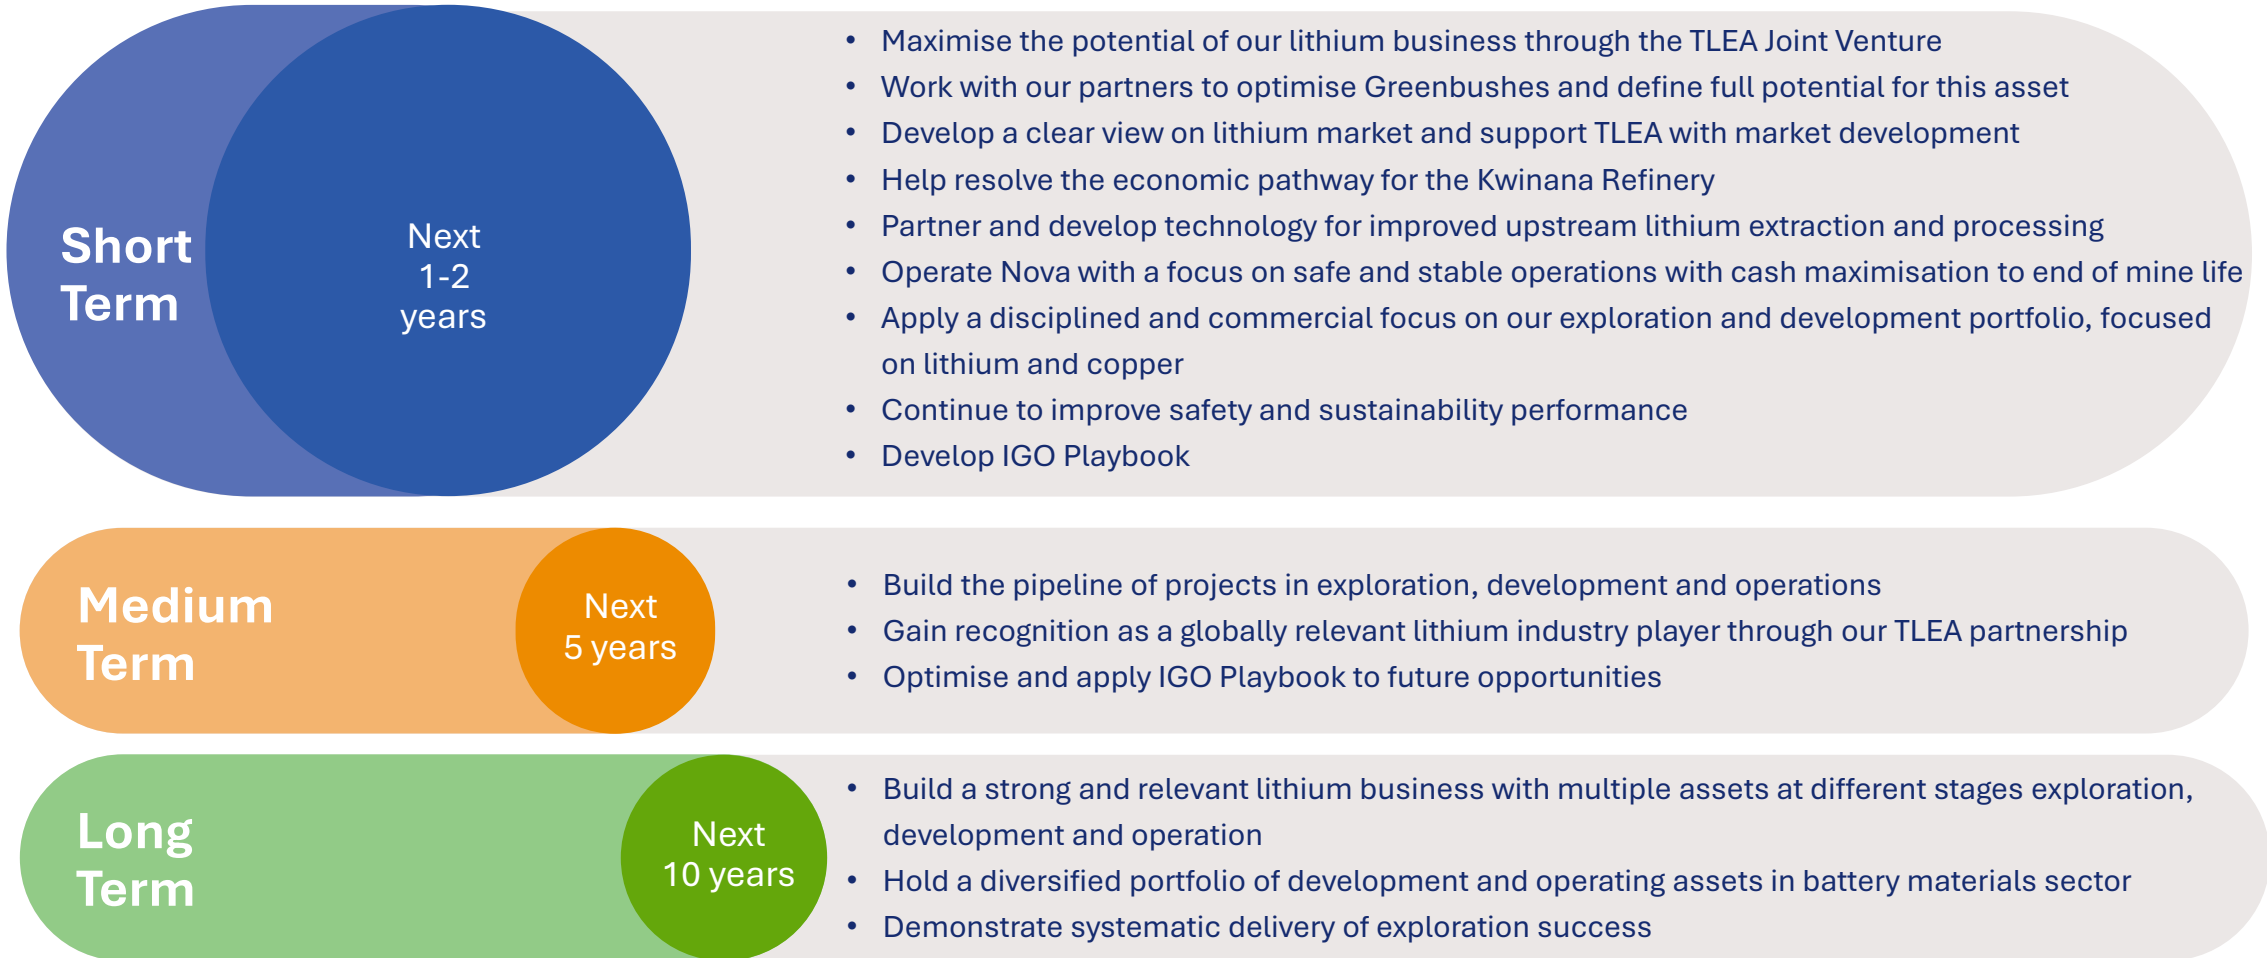 Short
Term
Next
1-2
years
• Maximise the potential of our lithium business through the TLEA Joint Venture
• Work with our partners to optimise Greenbushes and define full potential for this asset
• Develop a clear view on lithium market and support TLEA with market development
• Help resolve the economic pathway for the Kwinana Refinery
• Partner and develop technology for improved upstream lithium extraction and processing
• Operate Nova with a focus on safe and stable operations with cash maximisation to end of mine life
• Apply a disciplined and commercial focus on our exploration and development portfolio, focused
on lithium and copper
• Continue to improve safety and sustainability performance
• Develop IGO Playbook
Medium
Term
Next
5 years
• Build the pipeline of projects in exploration, development and operations
• Gain recognition as a globally relevant lithium industry player through our TLEA partnership
• Optimise and apply IGO Playbook to future opportunities
Long
Term
Next
10 years
• Build a strong and relevant lithium business with multiple assets at different stages exploration,
development and operation
• Hold a diversified portfolio of development and operating assets in battery materials sector
• Demonstrate systematic delivery of exploration success